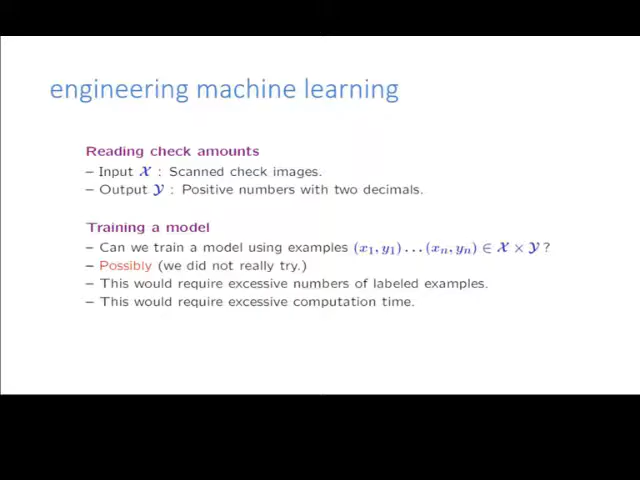 engineering machine learning
Reading check amounts
– Input 𝒳 : Scanned check images.
– Output 𝒴 : Positive numbers with two decimals.
Training a model
– Can we train a model using examples (x₁, y₁) . . . (xₙ, yₙ) ∈ 𝒳 × 𝒴 ?
– Possibly (we did not really try.)
– This would require excessive numbers of labeled examples.
– This would require excessive computation time.